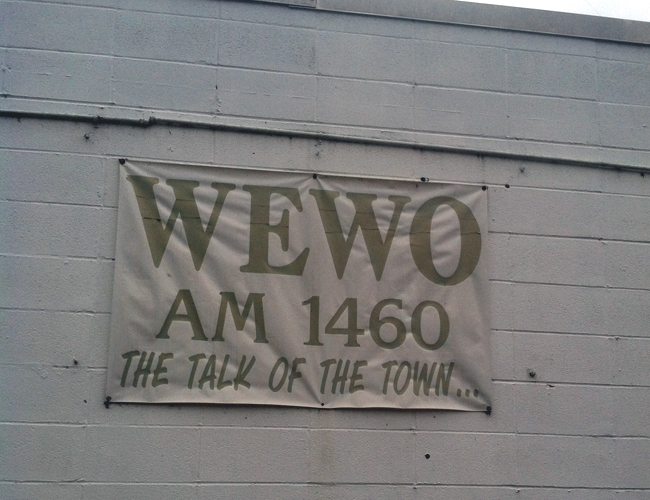 WEWO
AM 1460
THE TALK OF THE TOWN...